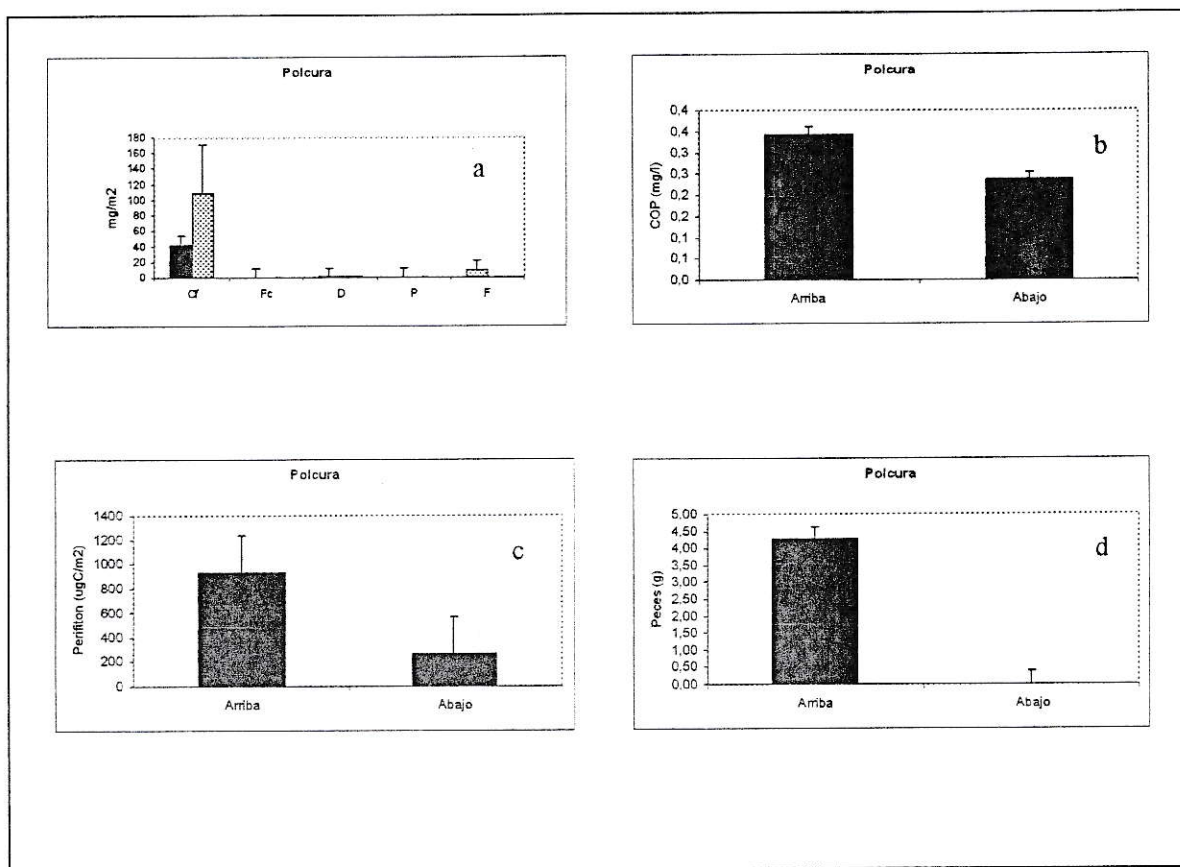 Polcura
a
mg/m2
180
160
140
120
100
80
60
40
20
0
Cf Fc D P F
Polcura
b
COP (mg/l)
0,4
0,4
0,3
0,3
0,2
0,2
0,1
0,1
0,0
Arriba Abajo
Polcura
c
Perifiton (ugC/m2)
1400
1200
1000
800
600
400
200
0
Arriba Abajo
Polcura
d
Peces (g)
5,00
4,50
4,00
3,50
3,00
2,50
2,00
1,50
1,00
0,50
0,00
Arriba Abajo